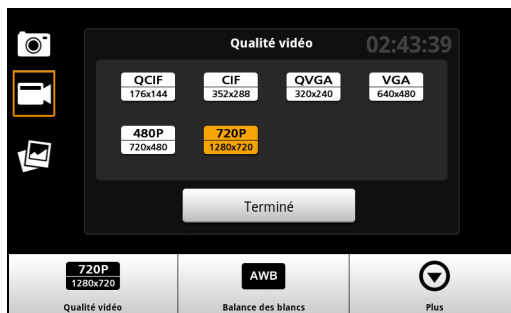 Qualité vidéo 02:43:39
QCIF CIF QVGA VGA
176x144 352x288 320x240 640x480
480P 720P
720x480 1280x720
Terminé
720P
1280x720
AWB
Qualité vidéo Balance des blancs Plus